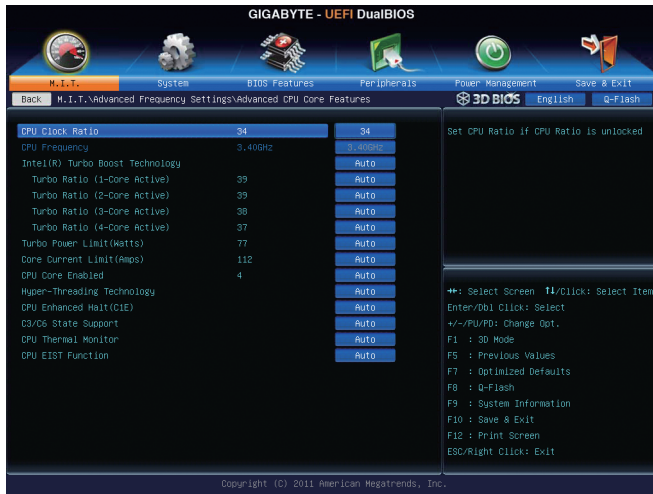 GIGABYTE - UEFI DualBIOS
M.I.T. System BIOS Features Peripherals Power Management Save & Exit
Back M.I.T.\Advanced Frequency Settings\Advanced CPU Core Features 3D BIOS English Q-Flash
CPU Clock Ratio 34 34
CPU Frequency 3.40GHz 3.40GHz
Intel(R) Turbo Boost Technology Auto
Turbo Ratio (1-Core Active) 39 Auto
Turbo Ratio (2-Core Active) 39 Auto
Turbo Ratio (3-Core Active) 38 Auto
Turbo Ratio (4-Core Active) 37 Auto
Turbo Power Limit(Watts) 77 Auto
Core Current Limit(Amps) 112 Auto
CPU Core Enabled 4 Auto
Hyper-Threading Technology Auto
CPU Enhanced Halt(C1E) Auto
C3/C6 State Support Auto
CPU Thermal Monitor Auto
CPU EIST Function Auto
Set CPU Ratio if CPU Ratio is unlocked
→←: Select Screen ↑↓/Click: Select Item
Enter/Dbl Click: Select
+/-/PU/PD: Change Opt.
F1 : 3D Mode
F5 : Previous Values
F7 : Optimized Defaults
F8 : Q-Flash
F9 : System Information
F10 : Save & Exit
F12 : Print Screen
ESC/Right Click: Exit
Copyright (C) 2011 American Megatrends, Inc.